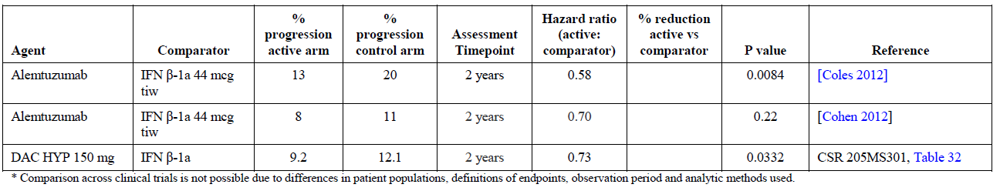 Agent Comparator % progression active arm % progression control arm Assessment Timepoint Hazard ratio (active: comparator) % reduction active vs comparator P value Reference
Alemtuzumab IFN β-1a 44 mcg tiw 13 20 2 years 0.58 0.0084 [Coles 2012]
Alemtuzumab IFN β-1a 44 mcg tiw 8 11 2 years 0.70 0.22 [Cohen 2012]
DAC HYP 150 mg IFN β-1a 9.2 12.1 2 years 0.73 0.0332 CSR 205MS301, Table 32
* Comparison across clinical trials is not possible due to differences in patient populations, definitions of endpoints, observation period and analytic methods used.